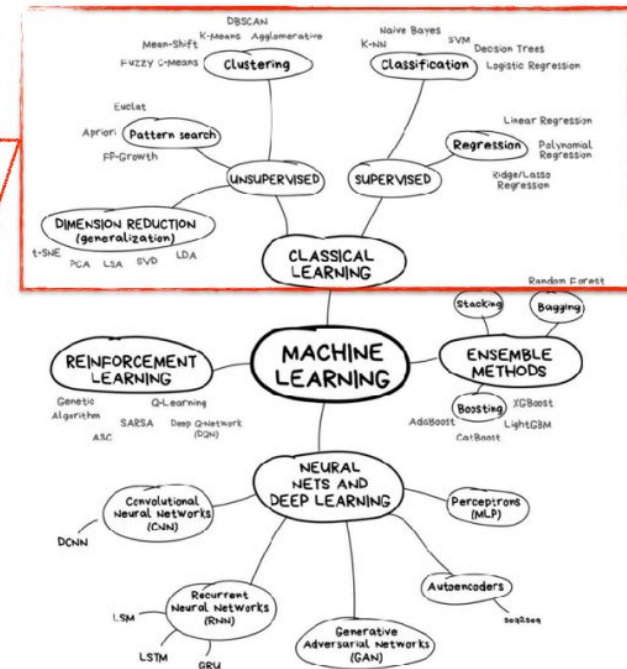 DBSCAN
K-Means
Agglomerative
Mean-Shift
Fuzzy C-Means
Clustering
Naive Bayes
K-NN
SVM
Decision Trees
Classification
Logistic Regression
Euclat
Apriori
Pattern search
FP-Growth
Linear Regression
Regression
Polynomial
Regression
Ridge/Lasso
Regression
UNSUPERVISED
SUPERVISED
DIMENSION REDUCTION
(generalization)
t-SNE
PCA
LSA
SVD
LDA
CLASSICAL
LEARNING
Random Forest
Stacking
Bagging
MACHINE
LEARNING
REINFORCEMENT
LEARNING
ENSEMBLE
METHODS
Genetic
Algorithm
Q-Learning
SARSA
Deep Q-Network
(DQN)
A3C
Boosting
XGBoost
AdaBoost
LightGBM
CatBoost
NEURAL
NETS AND
DEEP LEARNING
Convolutional
Neural Networks
(CNN)
DCNN
Perceptrons
(MLP)
Recurrent
Neural Networks
(RNN)
LSM
LSTM
GRU
Autoencoders
seq2seq
Generative
Adversarial Networks
(GAN)